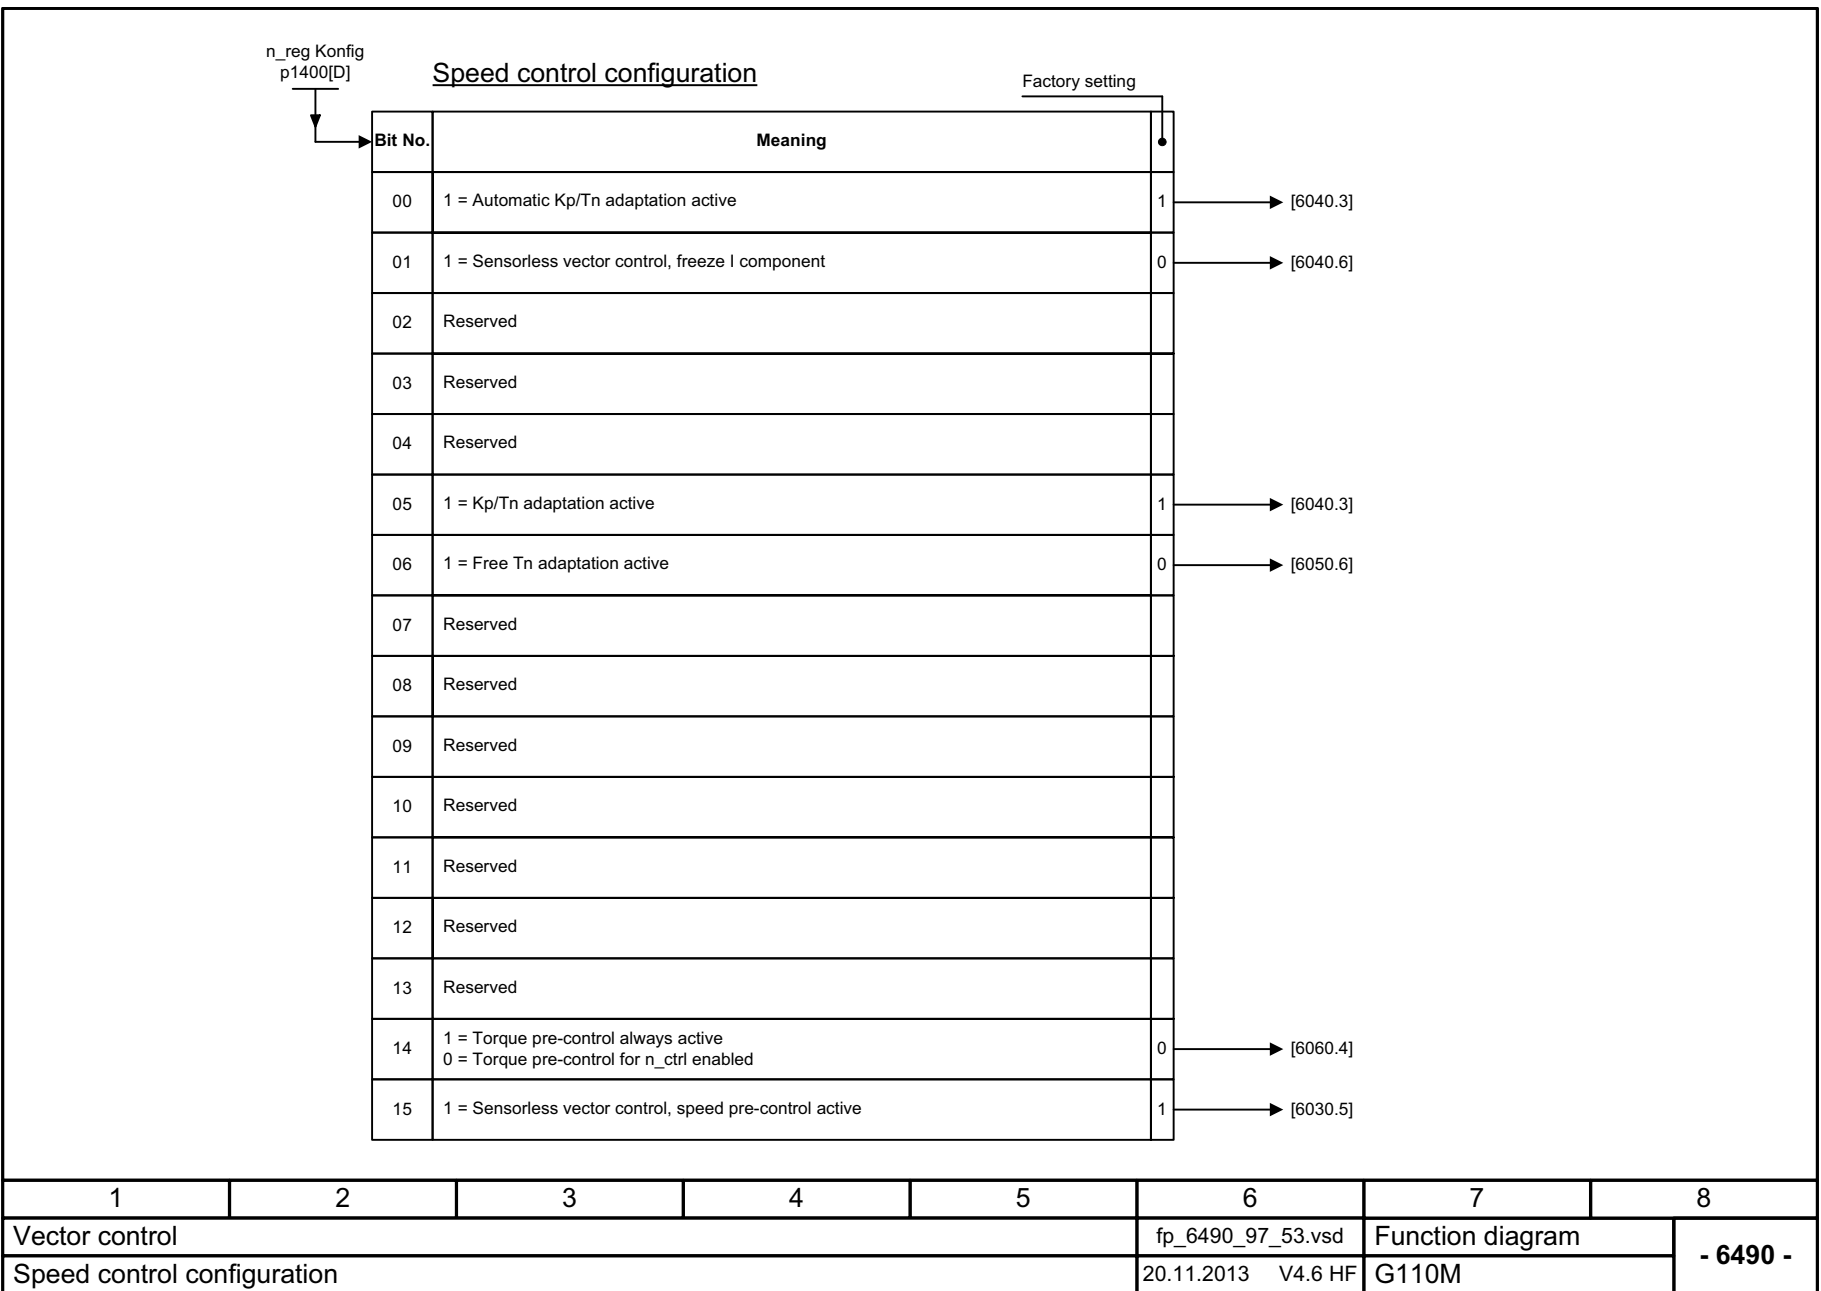 n_reg Konfig
p1400[D]
Speed control configuration
Factory setting
Bit No. Meaning
00 1 = Automatic Kp/Tn adaptation active 1 [6040.3]
01 1 = Sensorless vector control, freeze I component 0 [6040.6]
02 Reserved
03 Reserved
04 Reserved
05 1 = Kp/Tn adaptation active 1 [6040.3]
06 1 = Free Tn adaptation active 0 [6050.6]
07 Reserved
08 Reserved
09 Reserved
10 Reserved
11 Reserved
12 Reserved
13 Reserved
14 1 = Torque pre-control always active
0 = Torque pre-control for n_ctrl enabled 0 [6060.4]
15 1 = Sensorless vector control, speed pre-control active 1 [6030.5]
1 2 3 4 5 6 7 8
Vector control fp_6490_97_53.vsd Function diagram
- 6490 -
Speed control configuration 20.11.2013 V4.6 HF G110M